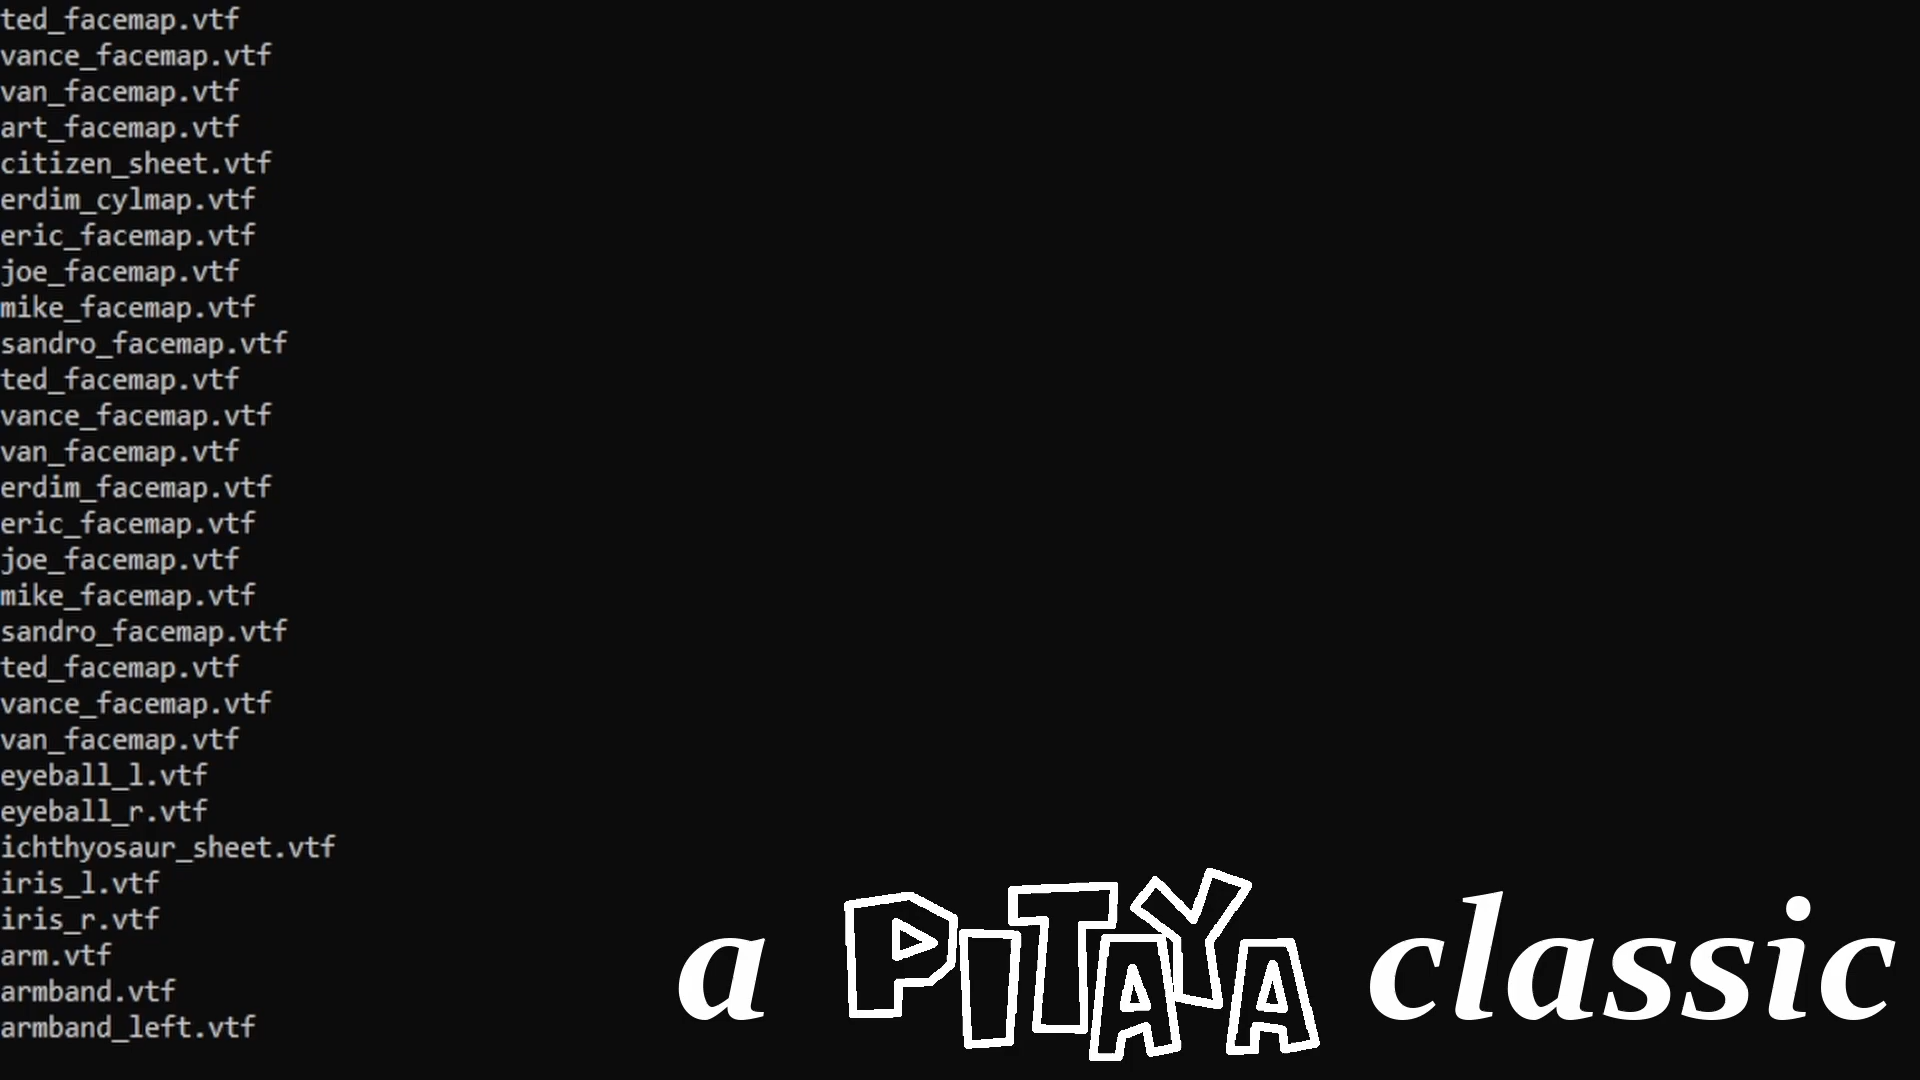 ted_facemap.vtf
vance_facemap.vtf
van_facemap.vtf
art_facemap.vtf
citizen_sheet.vtf
erdim_cylmap.vtf
eric_facemap.vtf
joe_facemap.vtf
mike_facemap.vtf
sandro_facemap.vtf
ted_facemap.vtf
vance_facemap.vtf
van_facemap.vtf
erdim_facemap.vtf
eric_facemap.vtf
joe_facemap.vtf
mike_facemap.vtf
sandro_facemap.vtf
ted_facemap.vtf
vance_facemap.vtf
van_facemap.vtf
eyeball_l.vtf
eyeball_r.vtf
ichthyosaur_sheet.vtf
iris_l.vtf
iris_r.vtf
arm.vtf
armband.vtf
armband_left.vtf
a PITAYA classic